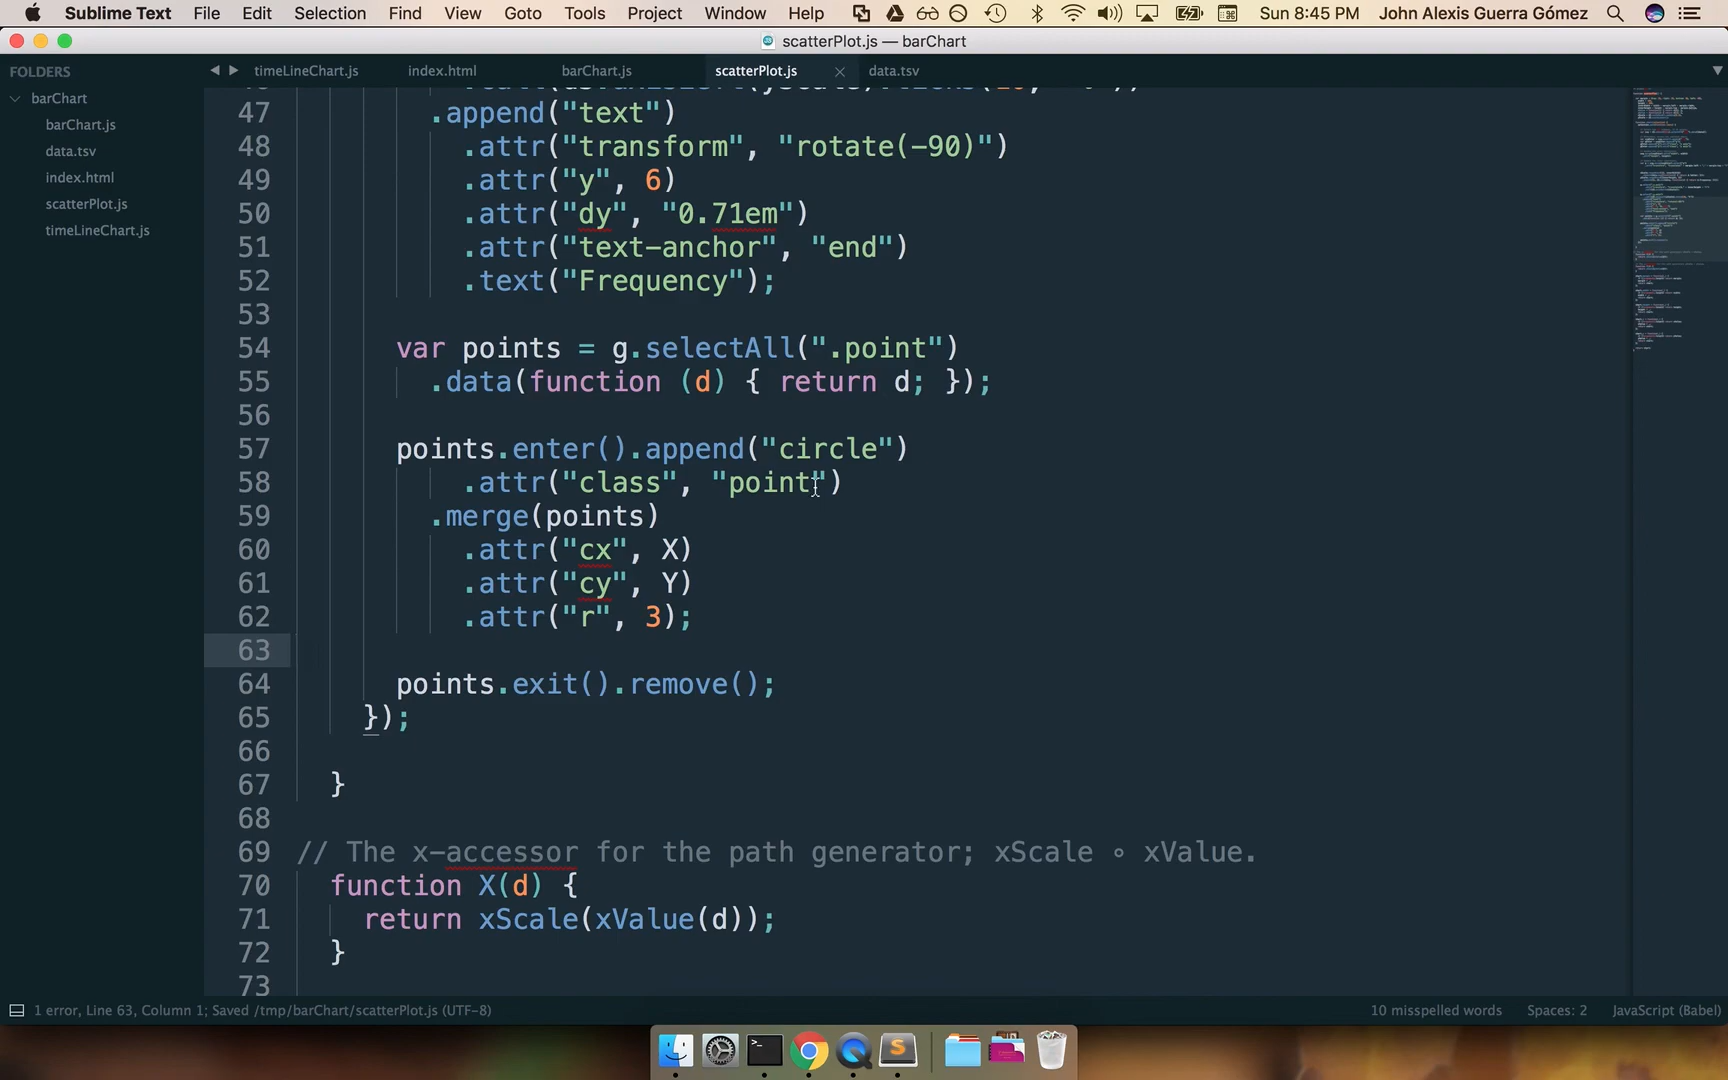 Sublime Text File Edit Selection Find View Goto Tools Project Window Help Sun 8:45 PM John Alexis Guerra Gómez
scatterPlot.js — barChart
FOLDERS
barChart
barChart.js
data.tsv
index.html
scatterPlot.js
timeLineChart.js
timeLineChart.js index.html barChart.js scatterPlot.js data.tsv
47 .append("text")
48 .attr("transform", "rotate(-90)")
49 .attr("y", 6)
50 .attr("dy", "0.71em")
51 .attr("text-anchor", "end")
52 .text("Frequency");
53
54 var points = g.selectAll(".point")
55 .data(function (d) { return d; });
56
57 points.enter().append("circle")
58 .attr("class", "point")
59 .merge(points)
60 .attr("cx", X)
61 .attr("cy", Y)
62 .attr("r", 3);
63
64 points.exit().remove();
65 });
66
67 }
68
69 // The x-accessor for the path generator; xScale ∘ xValue.
70 function X(d) {
71 return xScale(xValue(d));
72 }
73
1 error, Line 63, Column 1; Saved /tmp/barChart/scatterPlot.js (UTF-8) 10 misspelled words Spaces: 2 JavaScript (Babel)